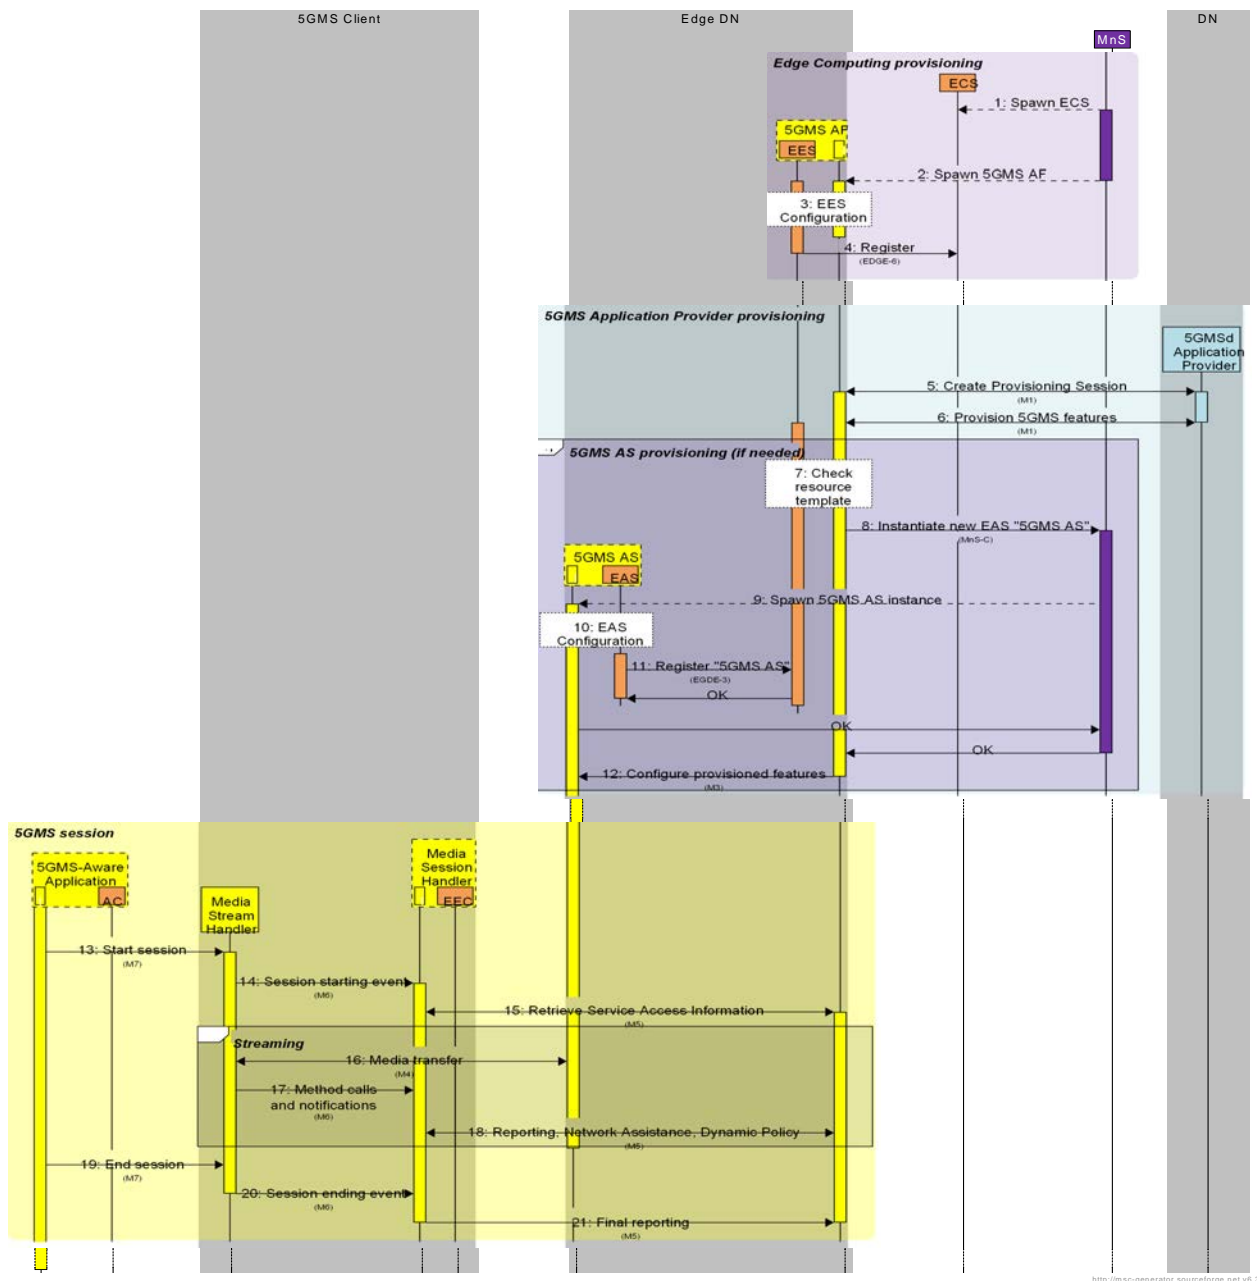 5GMS Client
Edge DN
DN
MnS
Edge Computing provisioning
ECS
1: Spawn ECS
5GMS AF
EES
2: Spawn 5GMS AF
3: EES
Configuration
4: Register
(EDGE-6)
5GMS Application Provider provisioning
5GMSd
Application
Provider
5: Create Provisioning Session
(M1)
6: Provision 5GMS features
(M1)
5GMS AS provisioning (if needed)
7: Check
resource
template
8: Instantiate new EAS "5GMS AS"
(MnS-C)
5GMS AS
EAS
9: Spawn 5GMS AS instance
10: EAS
Configuration
11: Register "5GMS AS"
(EGDE-3)
OK
OK
OK
12: Configure provisioned features
(M3)
5GMS session
5GMS-Aware
Application
AC
Media
Stream
Handler
Media
Session
Handler
EEC
13: Start session
(M7)
14: Session starting event
(M6)
15: Retrieve Service Access Information
(M5)
Streaming
16: Media transfer
(M4)
17: Method calls
and notifications
(M6)
18: Reporting, Network Assistance, Dynamic Policy
(M5)
19: End session
(M7)
20: Session ending event
(M6)
21: Final reporting
(M5)